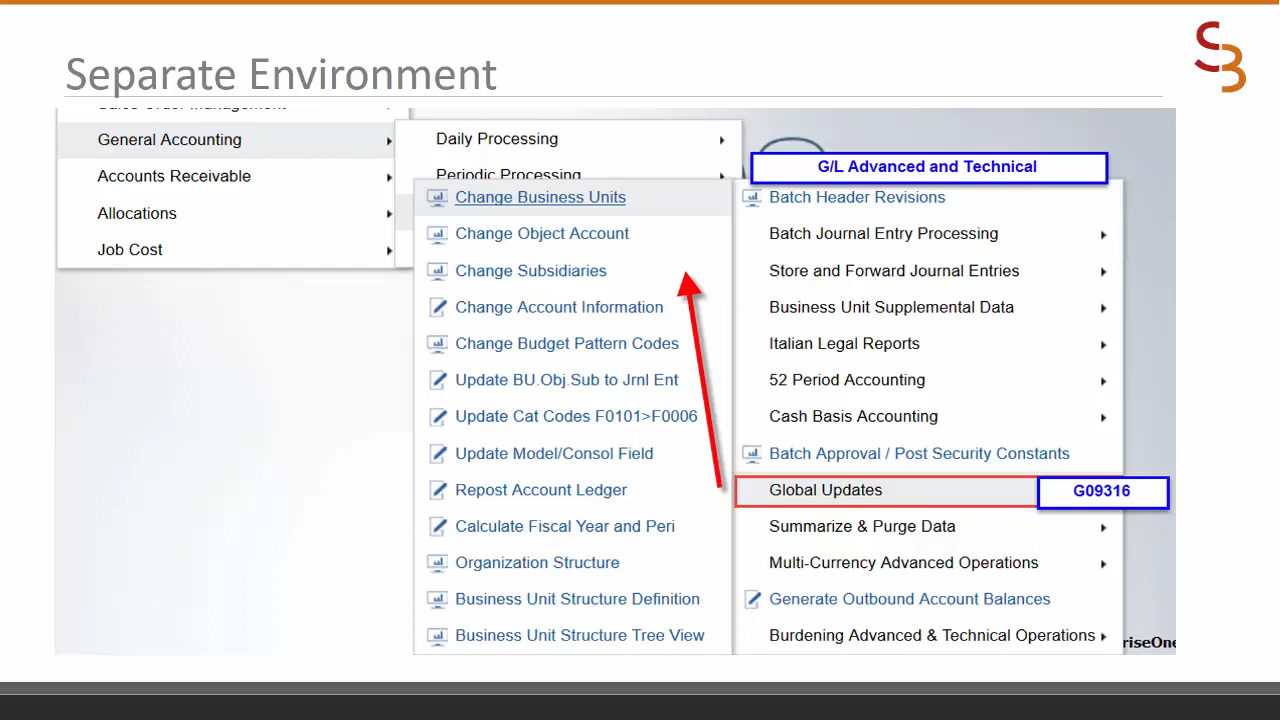 Separate Environment
SB
Sales Order Management
General Accounting
Accounts Receivable
Allocations
Job Cost
Daily Processing
Periodic Processing
Change Business Units
Change Object Account
Change Subsidiaries
Change Account Information
Change Budget Pattern Codes
Update BU.Obj.Sub to Jrnl Ent
Update Cat Codes F0101>F0006
Update Model/Consol Field
Repost Account Ledger
Calculate Fiscal Year and Peri
Organization Structure
Business Unit Structure Definition
Business Unit Structure Tree View
G/L Advanced and Technical
Batch Header Revisions
Batch Journal Entry Processing
Store and Forward Journal Entries
Business Unit Supplemental Data
Italian Legal Reports
52 Period Accounting
Cash Basis Accounting
Batch Approval / Post Security Constants
Global Updates
G09316
Summarize & Purge Data
Multi-Currency Advanced Operations
Generate Outbound Account Balances
Burdening Advanced & Technical Operations
riseOne